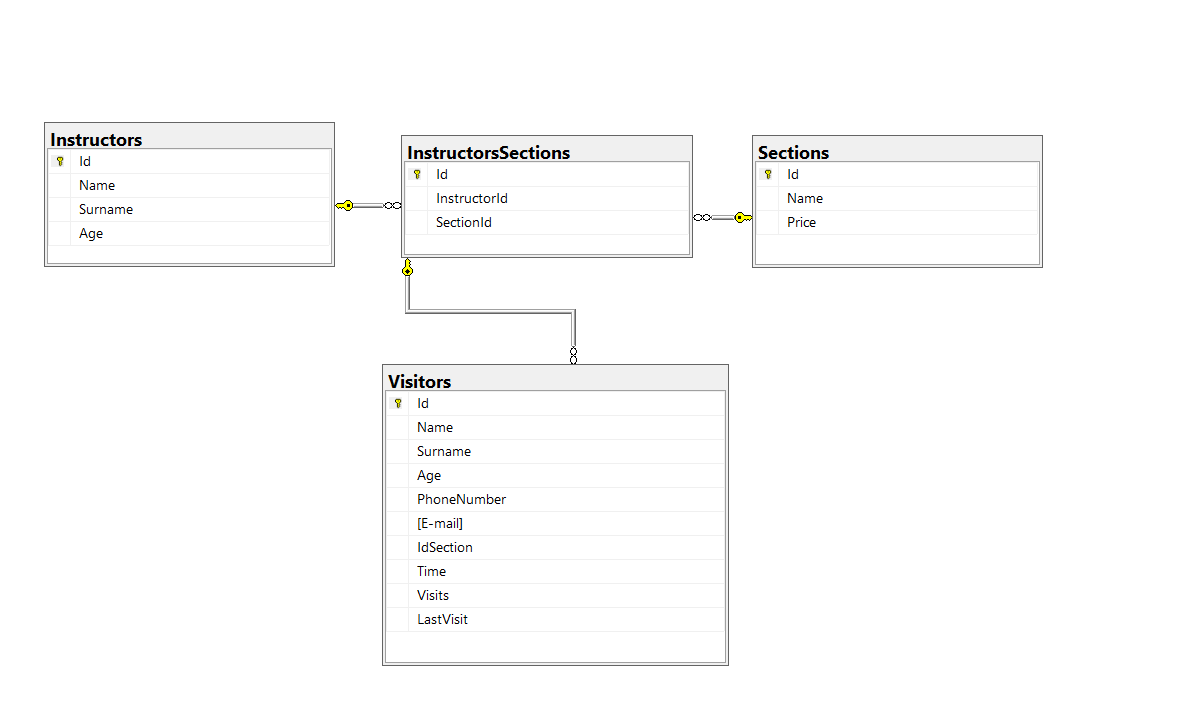 Instructors
Id
Name
Surname
Age
InstructorsSections
Id
InstructorId
SectionId
Sections
Id
Name
Price
Visitors
Id
Name
Surname
Age
PhoneNumber
[E-mail]
IdSection
Time
Visits
LastVisit